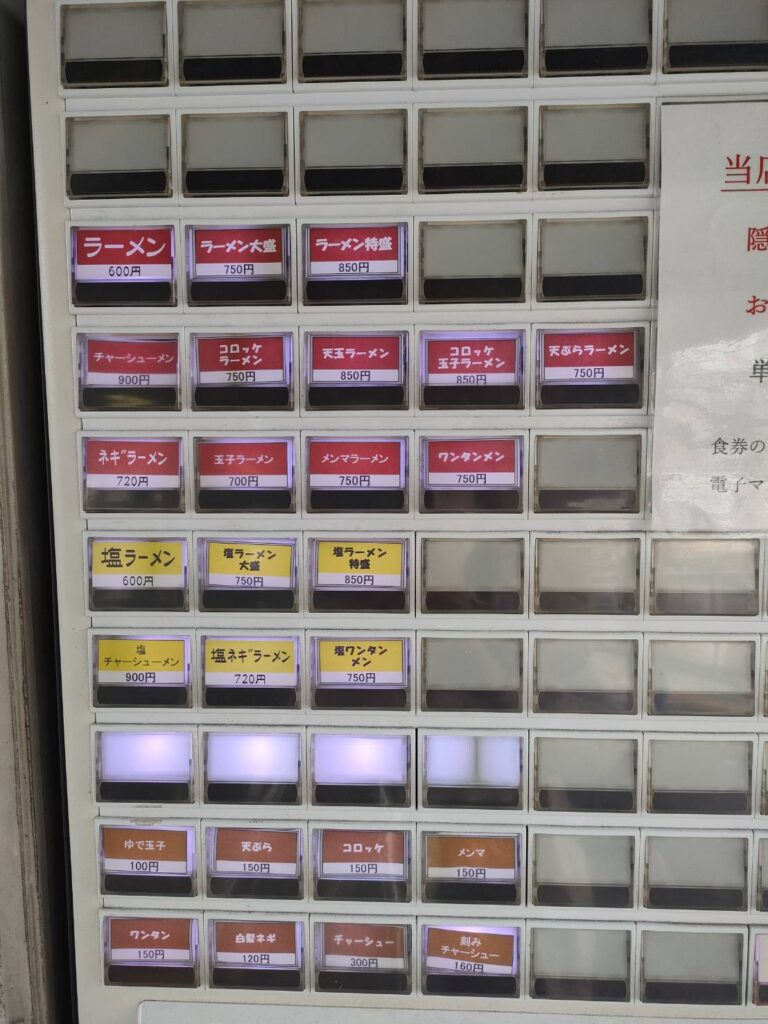 ラーメン
600円
ラーメン大盛
750円
ラーメン特盛
850円
チャーシューメン
900円
コロッケ
ラーメン
750円
天玉ラーメン
850円
コロッケ
玉子ラーメン
850円
天ぷらラーメン
750円
ネギラーメン
720円
玉子ラーメン
700円
メンマラーメン
750円
ワンタンメン
750円
塩ラーメン
600円
塩ラーメン
大盛
750円
塩ラーメン
特盛
850円
塩
チャーシューメン
900円
塩ネギラーメン
720円
塩ワンタン
メン
750円
ゆで玉子
100円
天ぷら
150円
コロッケ
150円
メンマ
150円
ワンタン
150円
白髪ネギ
120円
チャーシュー
300円
刻み
チャーシュー
160円
当店
隠
お
単
食券の
電子マ